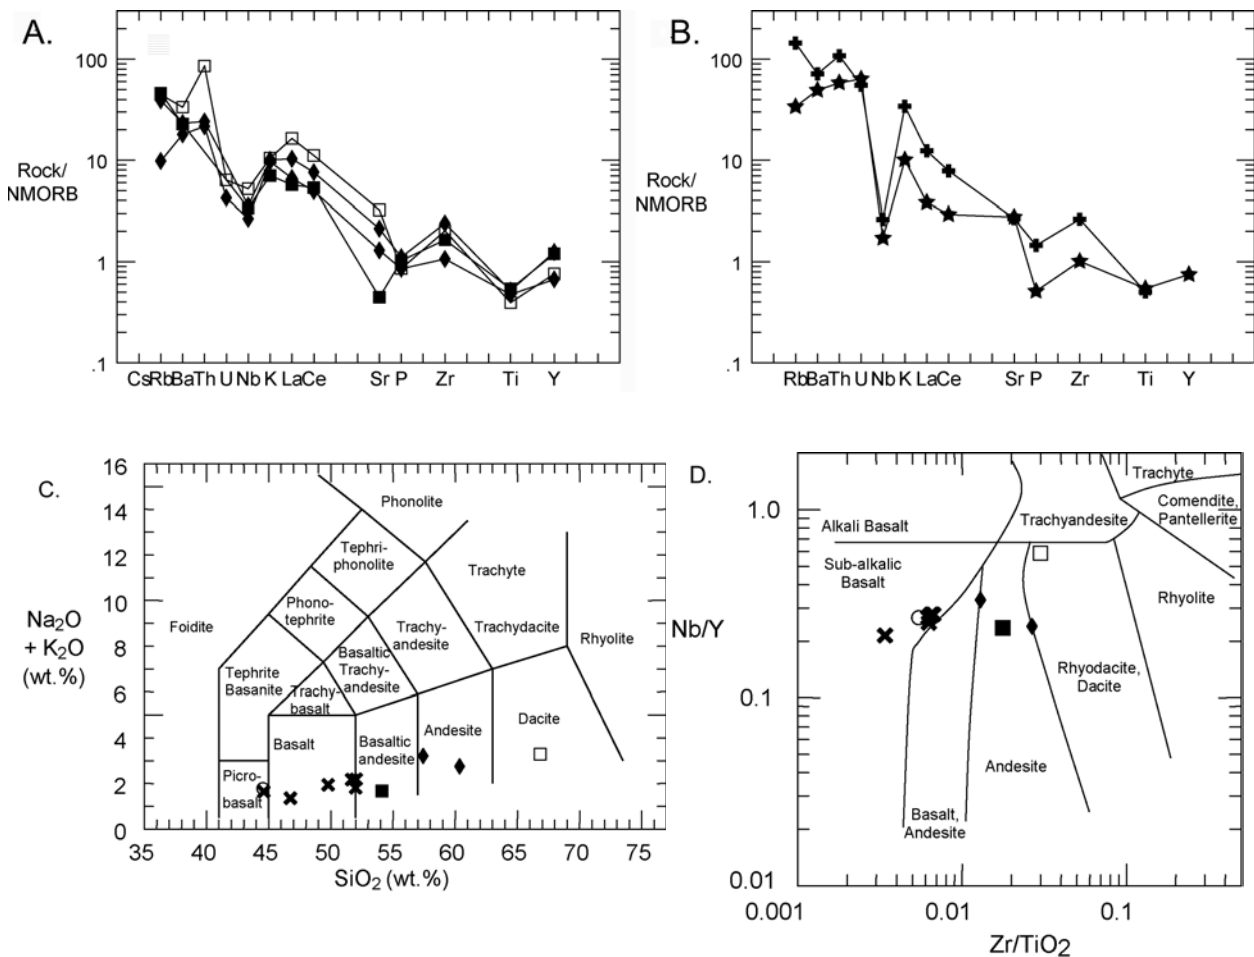 A.
100
10
1
.1
Rock/
NMORB
Cs Rb Ba Th U Nb K La Ce Sr P Zr Ti Y
B.
100
10
1
.1
Rock/
NMORB
Rb Ba Th U Nb K La Ce Sr P Zr Ti Y
C.
16
14
12
10
8
6
4
2
0
Na2O
+ K2O
(wt.%)
Phonolite
Tephri-
phonolite
Trachyte
Foidite
Phono-
tephrite
Trachy-
andesite
Trachydacite
Rhyolite
Tephrite
Basanite
Basaltic
Trachy-
andesite
Trachy-
basalt
Basalt
Basaltic
andesite
Andesite
Dacite
Picro-
basalt
35 40 45 50 55 60 65 70 75
SiO2 (wt.%)
D.
1.0
0.1
0.01
Nb/Y
Trachyte
Comendite,
Pantellerite
Alkali Basalt
Trachyandesite
Sub-alkalic
Basalt
Rhyolite
Rhyodacite,
Dacite
Andesite
Basalt,
Andesite
0.001 0.01 0.1
Zr/TiO2